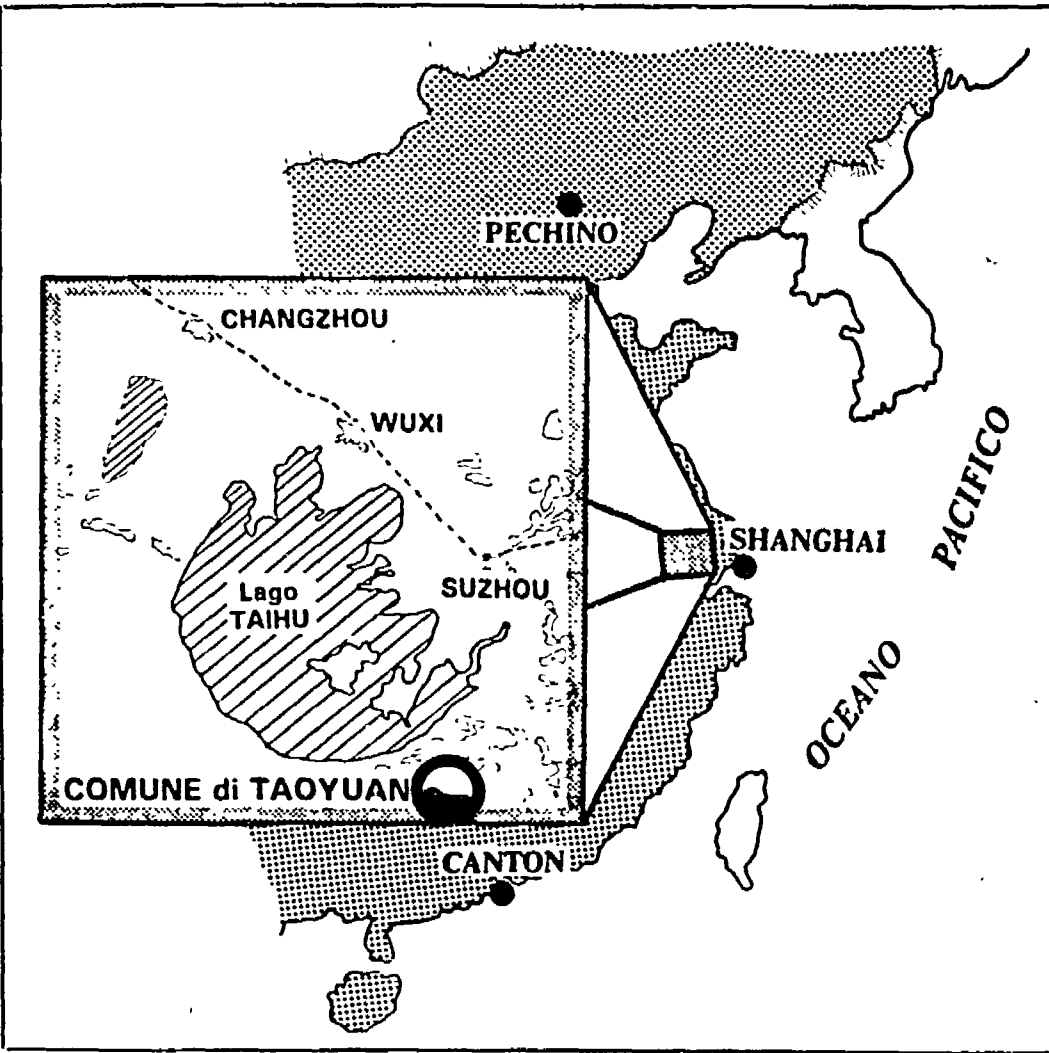 PECHINO
CHANGZHOU
WUXI
SUZHOU
Lago
TAIHU
COMUNE di TAOYUAN
SHANGHAI
OCEANO PACIFICO
CANTON